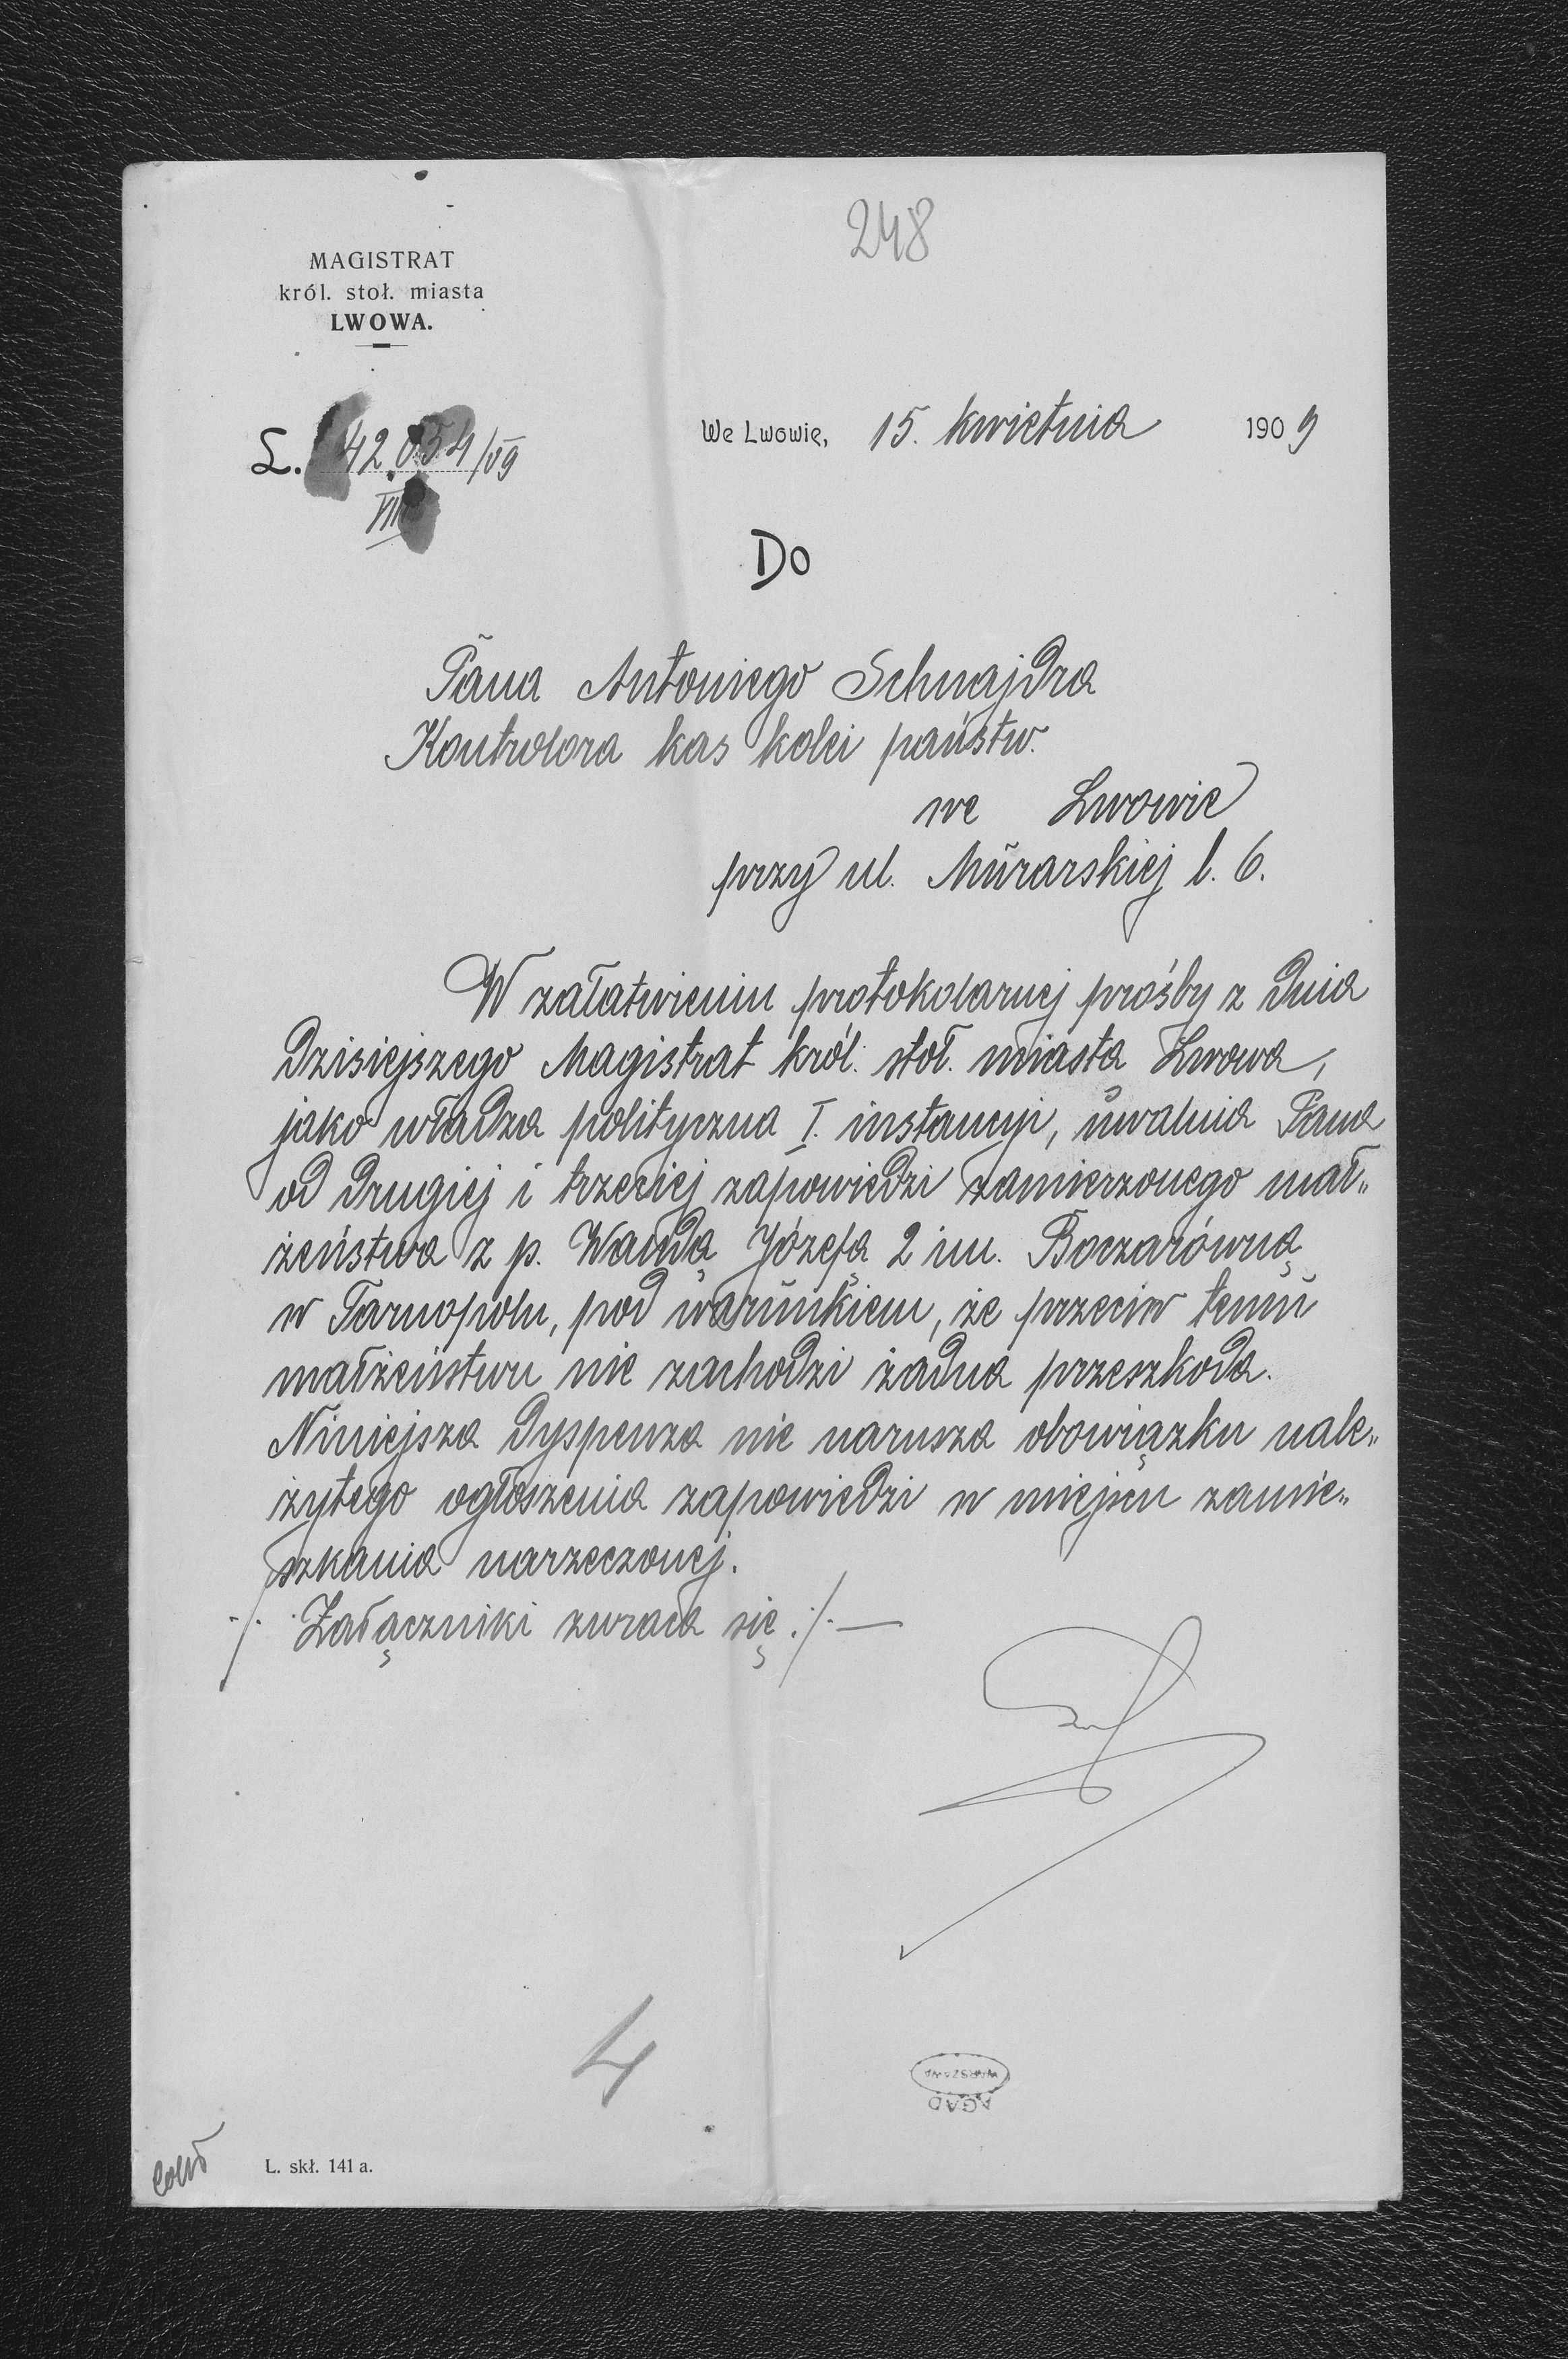 248
MAGISTRAT
król. stoł. miasta
LWOWA.
L. 42.054/09
VII
We Lwowie, 15. kwietnia 1909
Do
Pana Antoniego Schnajdra
Kontrolora kas kolei państw.
we Lwowie
przy ul. Murarskiej l. 6.
W załatwieniu protokolarnej prośby z dnia
dzisiejszego Magistrat król. stoł. miasta Lwowa,
jako władza polityczna I. instancyi, uwalnia Pana
od drugiej i trzeciej zapowiedzi zamierzonego mał„
żeństwa z p. Wandą Józefą 2 im. Boczarówną
w Tarnopolu, pod warunkiem, że przeciw temu
małżeństwu nie zachodzi żadna przeszkoda.
Niniejsza dyspenza nie narusza obowiązku nale„
żytego ogłoszenia zapowiedzi w miejscu zamie„
szkania narzeczonej.
./. Załączniki zwraca się ./. —
4
WARSZAWA
AGAD
L. skł. 141 a.